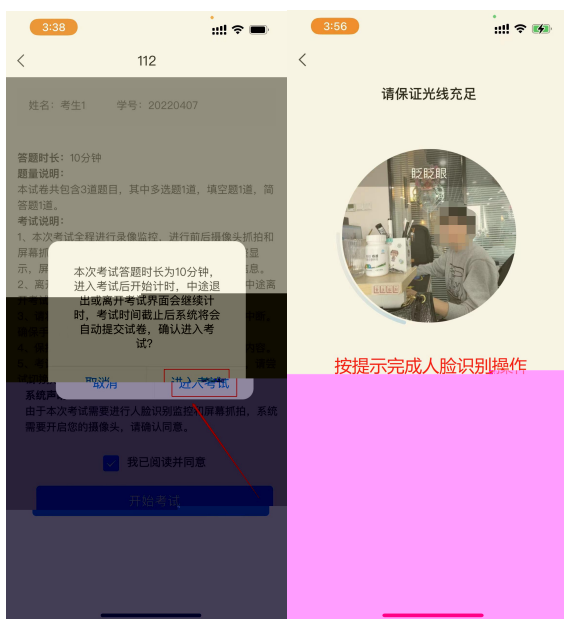 3:38
112
姓名：考生1 学号：20220407
答题时长：10分钟
题量说明：
本试卷共包含3道题目，其中多选题1道，填空题1道，简
答题1道。
考试说明：
1、本次考试全程进行录像监控，进行前后摄像头抓拍和
本次考试答题时长为10分钟，
进入考试后开始计时，中途退
出或离开考试界面会继续计
时，考试时间截止后系统将会
自动提交试卷，确认进入考
试？
取消 进入考试
由于本次考试需要进行人脸识别监控和屏幕抓拍，系统
需要开启您的摄像头，请确认同意。
我已阅读并同意
开始考试
3:56
请保证光线充足
眨眨眼
按提示完成人脸识别操作